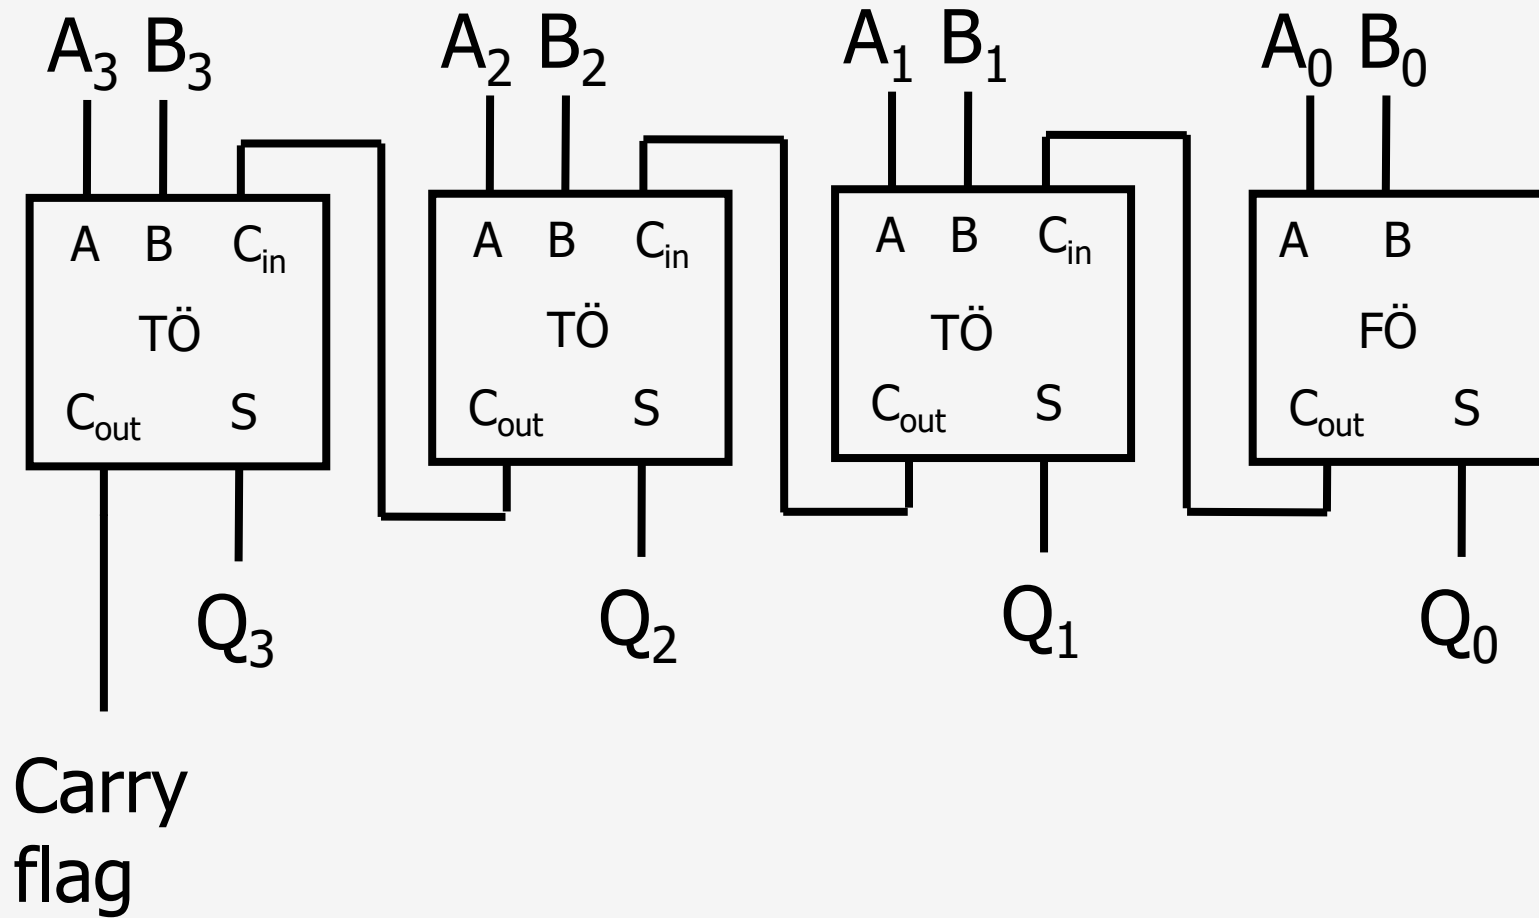 A₃ B₃ A₂ B₂ A₁ B₁ A₀ B₀
A B Cᵢₙ A B Cᵢₙ A B Cᵢₙ A B
TÖ TÖ TÖ FÖ
Cout S Cout S Cout S Cout S
Q₃ Q₂ Q₁ Q₀
Carry
flag